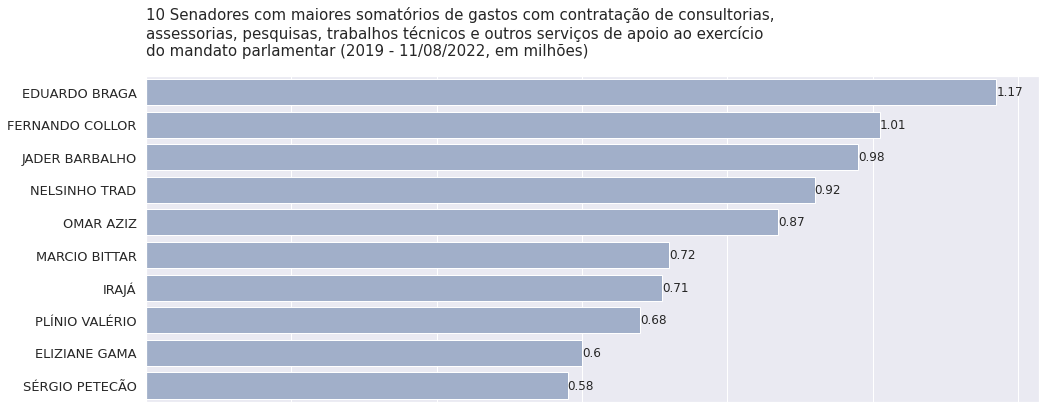 10 Senadores com maiores somatórios de gastos com contratação de consultorias,
assessorias, pesquisas, trabalhos técnicos e outros serviços de apoio ao exercício
do mandato parlamentar (2019 - 11/08/2022, em milhões)
EDUARDO BRAGA 1.17
FERNANDO COLLOR 1.01
JADER BARBALHO 0.98
NELSINHO TRAD 0.92
OMAR AZIZ 0.87
MARCIO BITTAR 0.72
IRAJÁ 0.71
PLÍNIO VALÉRIO 0.68
ELIZIANE GAMA 0.6
SÉRGIO PETECÃO 0.58